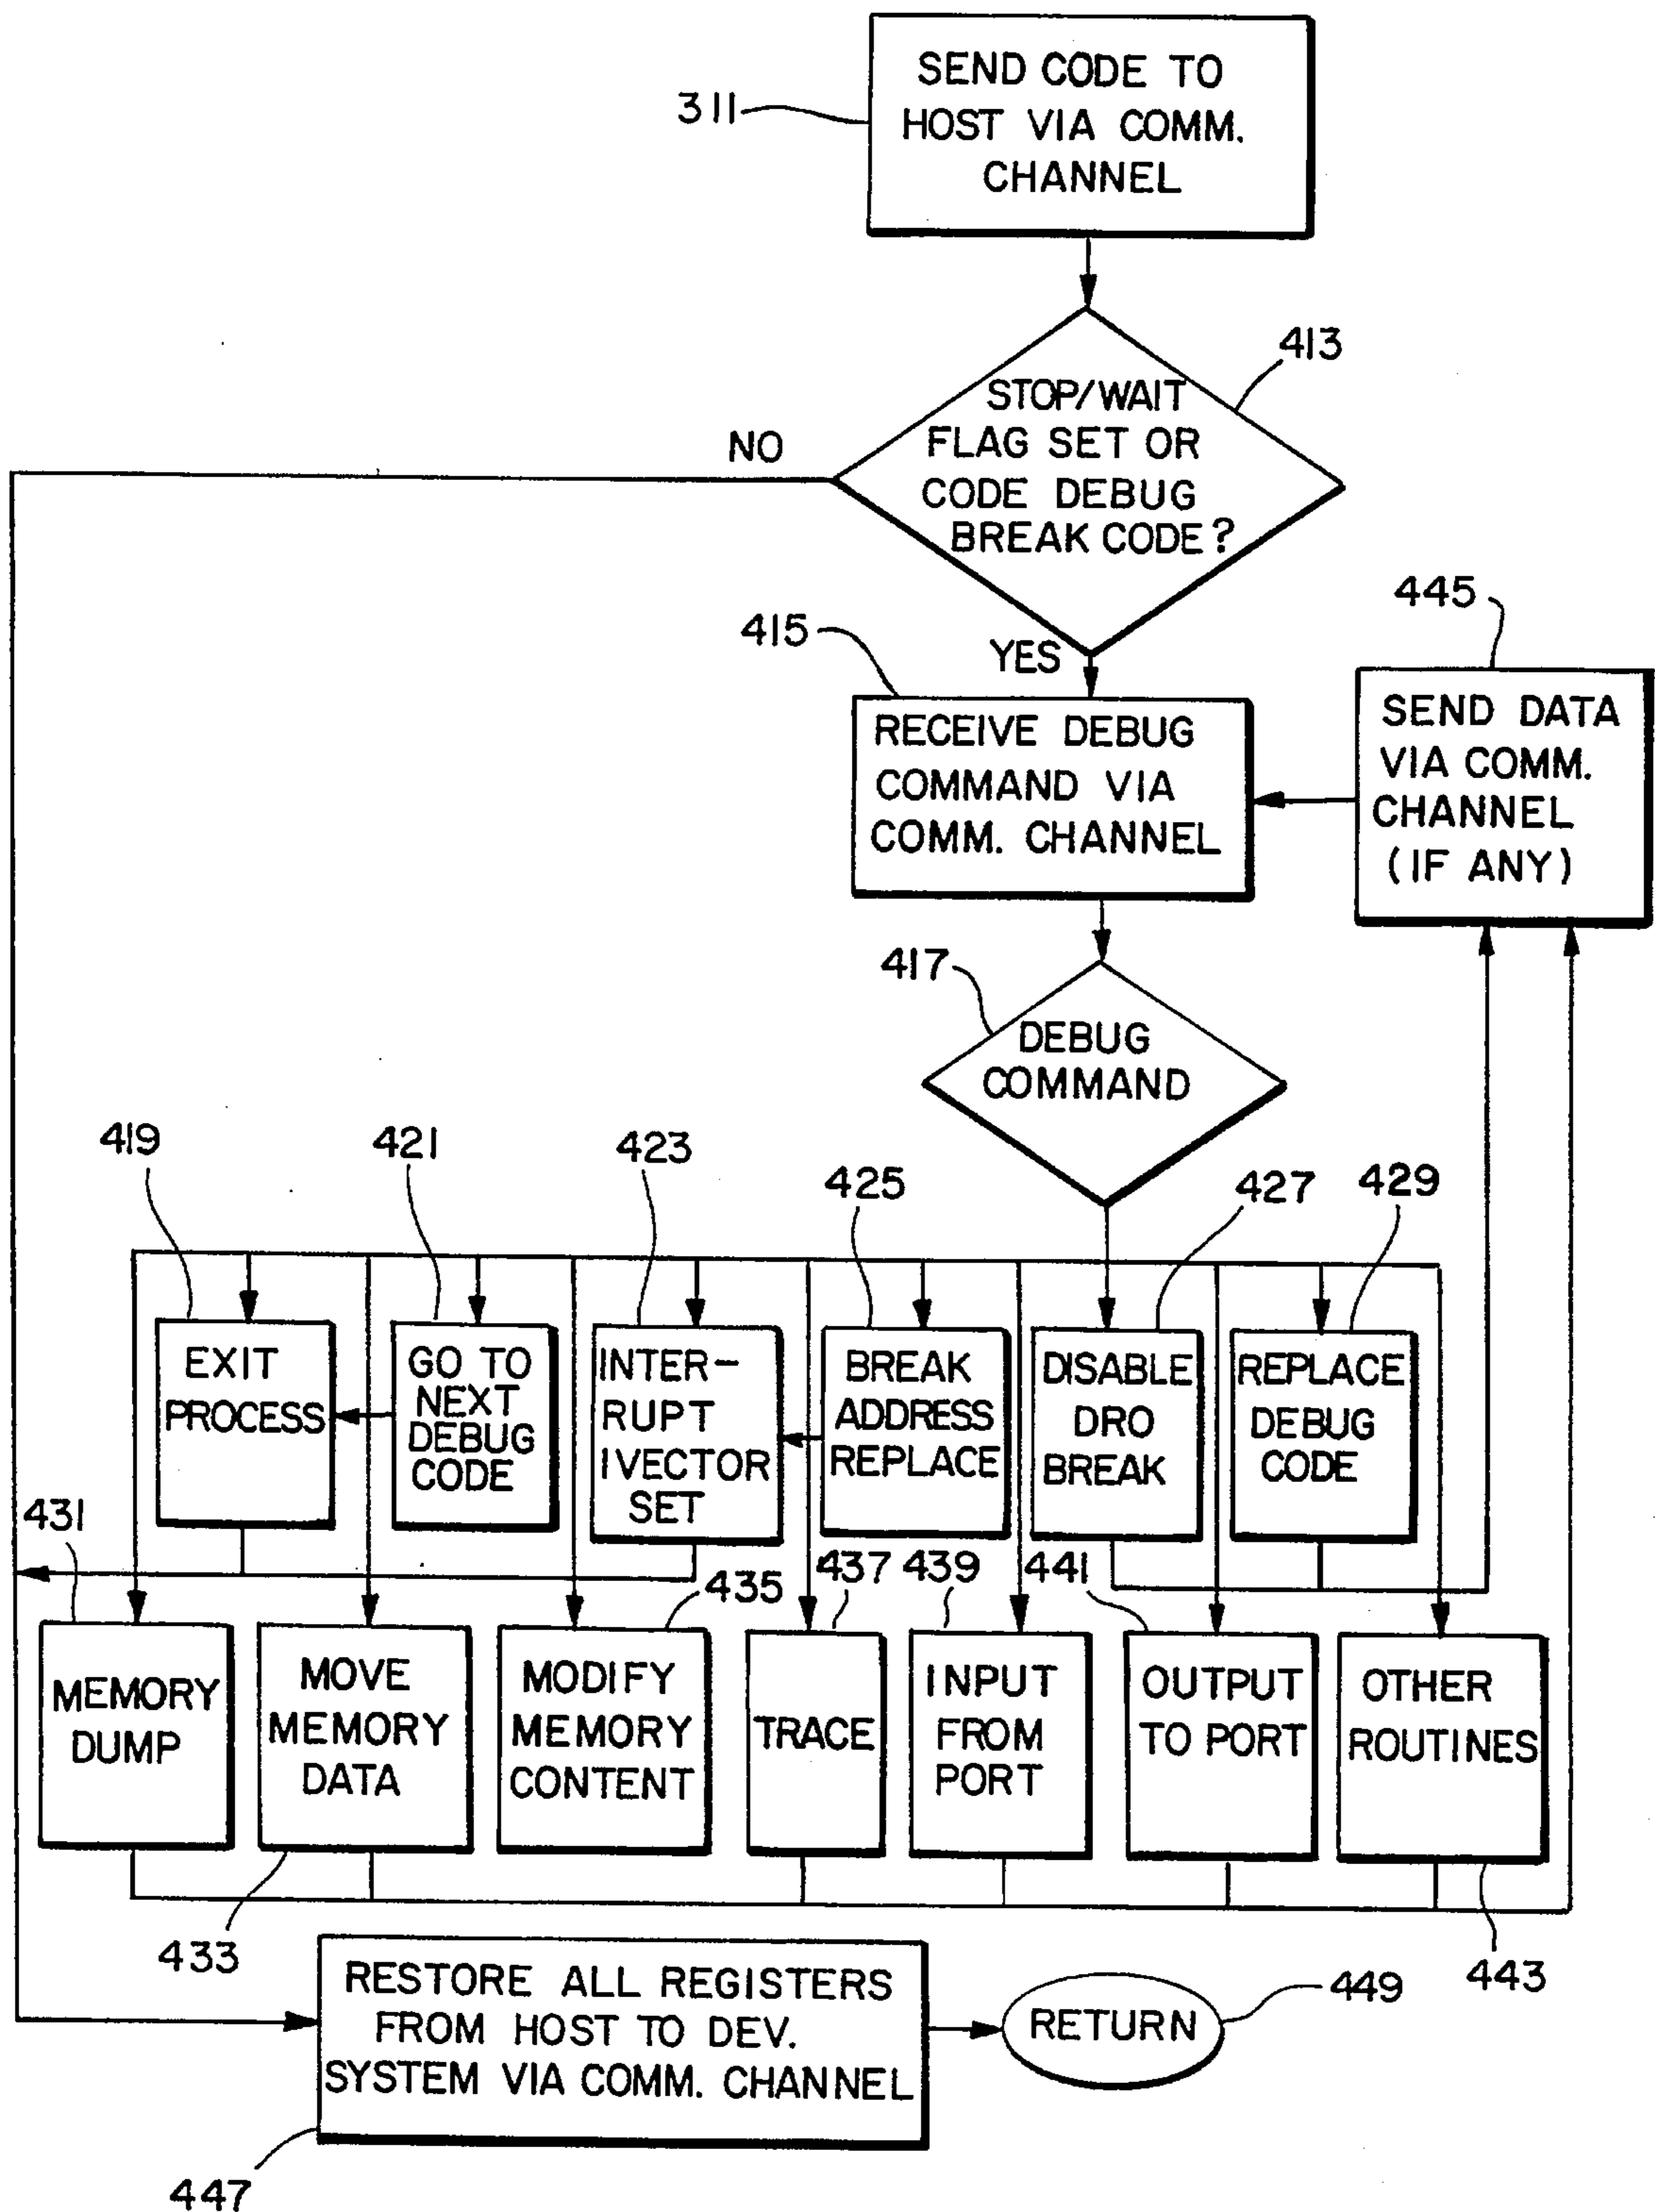 SEND CODE TO
HOST VIA COMM.
CHANNEL
311
STOP/WAIT
FLAG SET OR
CODE DEBUG
BREAK CODE?
413
NO
YES
415
RECEIVE DEBUG
COMMAND VIA
COMM. CHANNEL
445
SEND DATA
VIA COMM.
CHANNEL
(IF ANY)
417
DEBUG
COMMAND
419
421
423
425
427
429
EXIT
PROCESS
GO TO
NEXT
DEBUG
CODE
INTER-
RUPT
IVECTOR
SET
BREAK
ADDRESS
REPLACE
DISABLE
DRO
BREAK
REPLACE
DEBUG
CODE
431
435
437
439
441
MEMORY
DUMP
MOVE
MEMORY
DATA
MODIFY
MEMORY
CONTENT
TRACE
INPUT
FROM
PORT
OUTPUT
TO PORT
OTHER
ROUTINES
433
443
RESTORE ALL REGISTERS
FROM HOST TO DEV.
SYSTEM VIA COMM. CHANNEL
RETURN
449
447